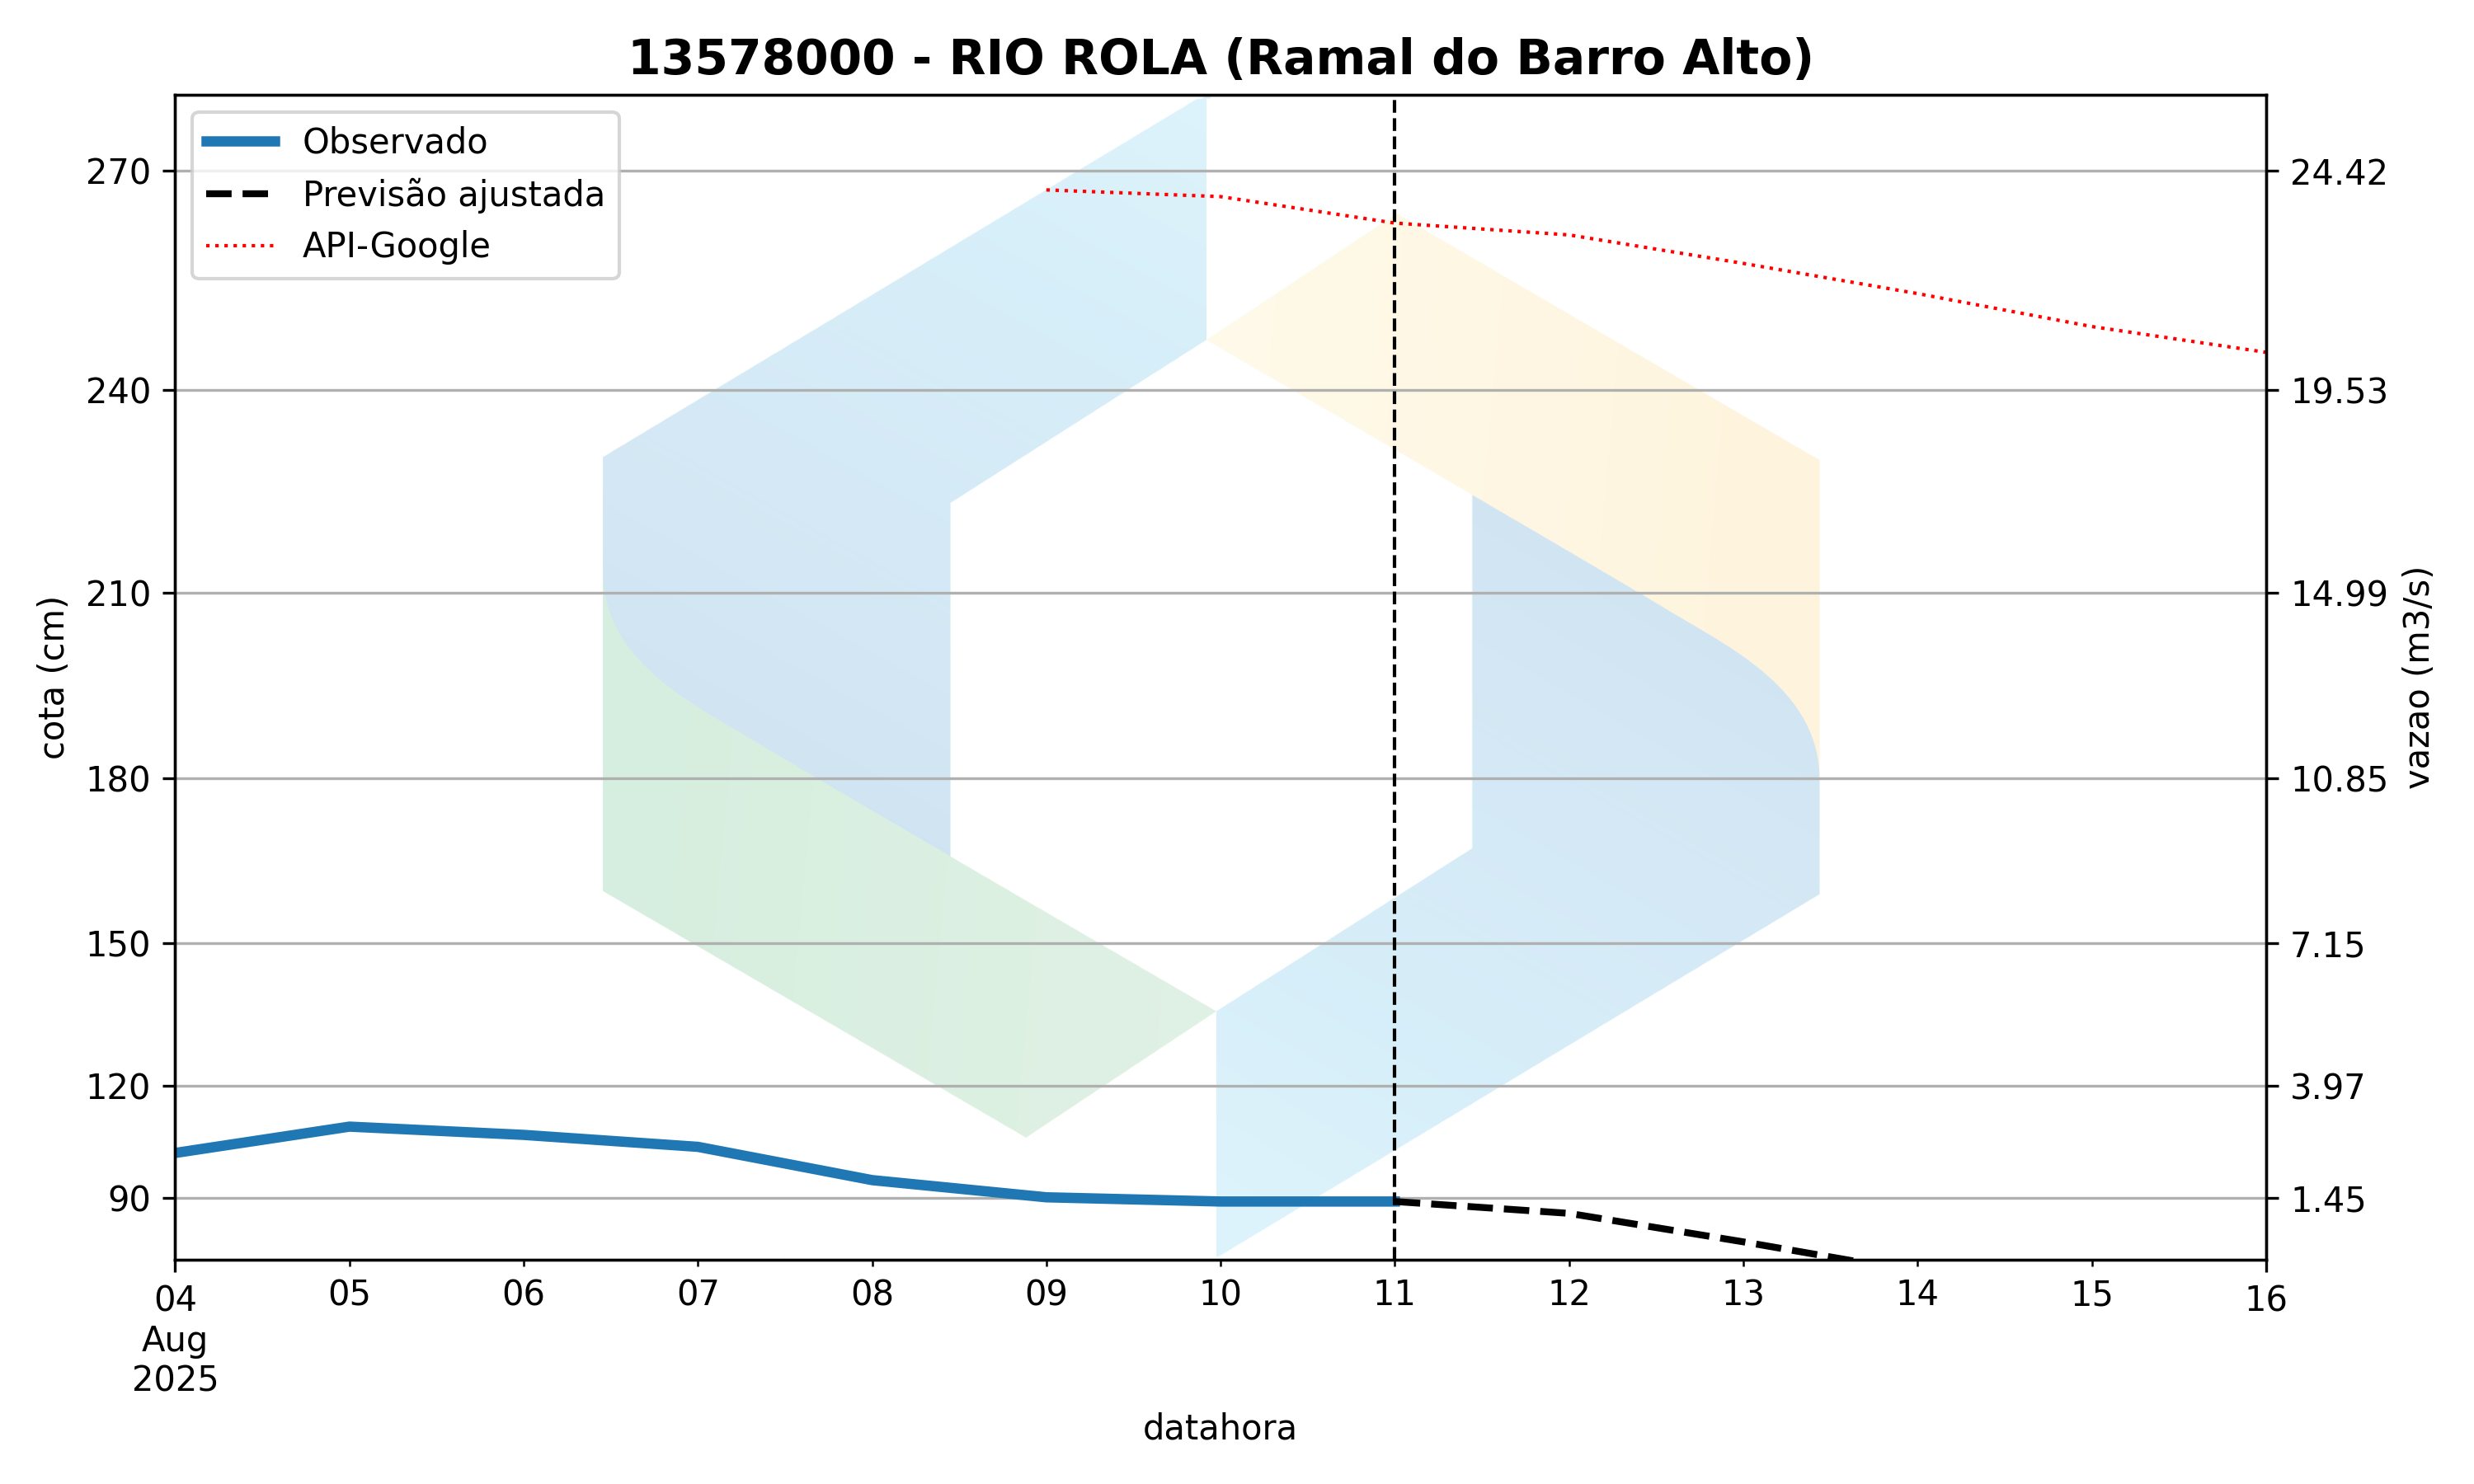 13578000 - RIO ROLA (Ramal do Barro Alto)
Observado
Previsão ajustada
API-Google
270
240
210
180
150
120
90
cota (cm)
24.42
19.53
14.99
10.85
7.15
3.97
1.45
vazao (m3/s)
04 05 06 07 08 09 10 11 12 13 14 15 16
Aug
2025
datahora